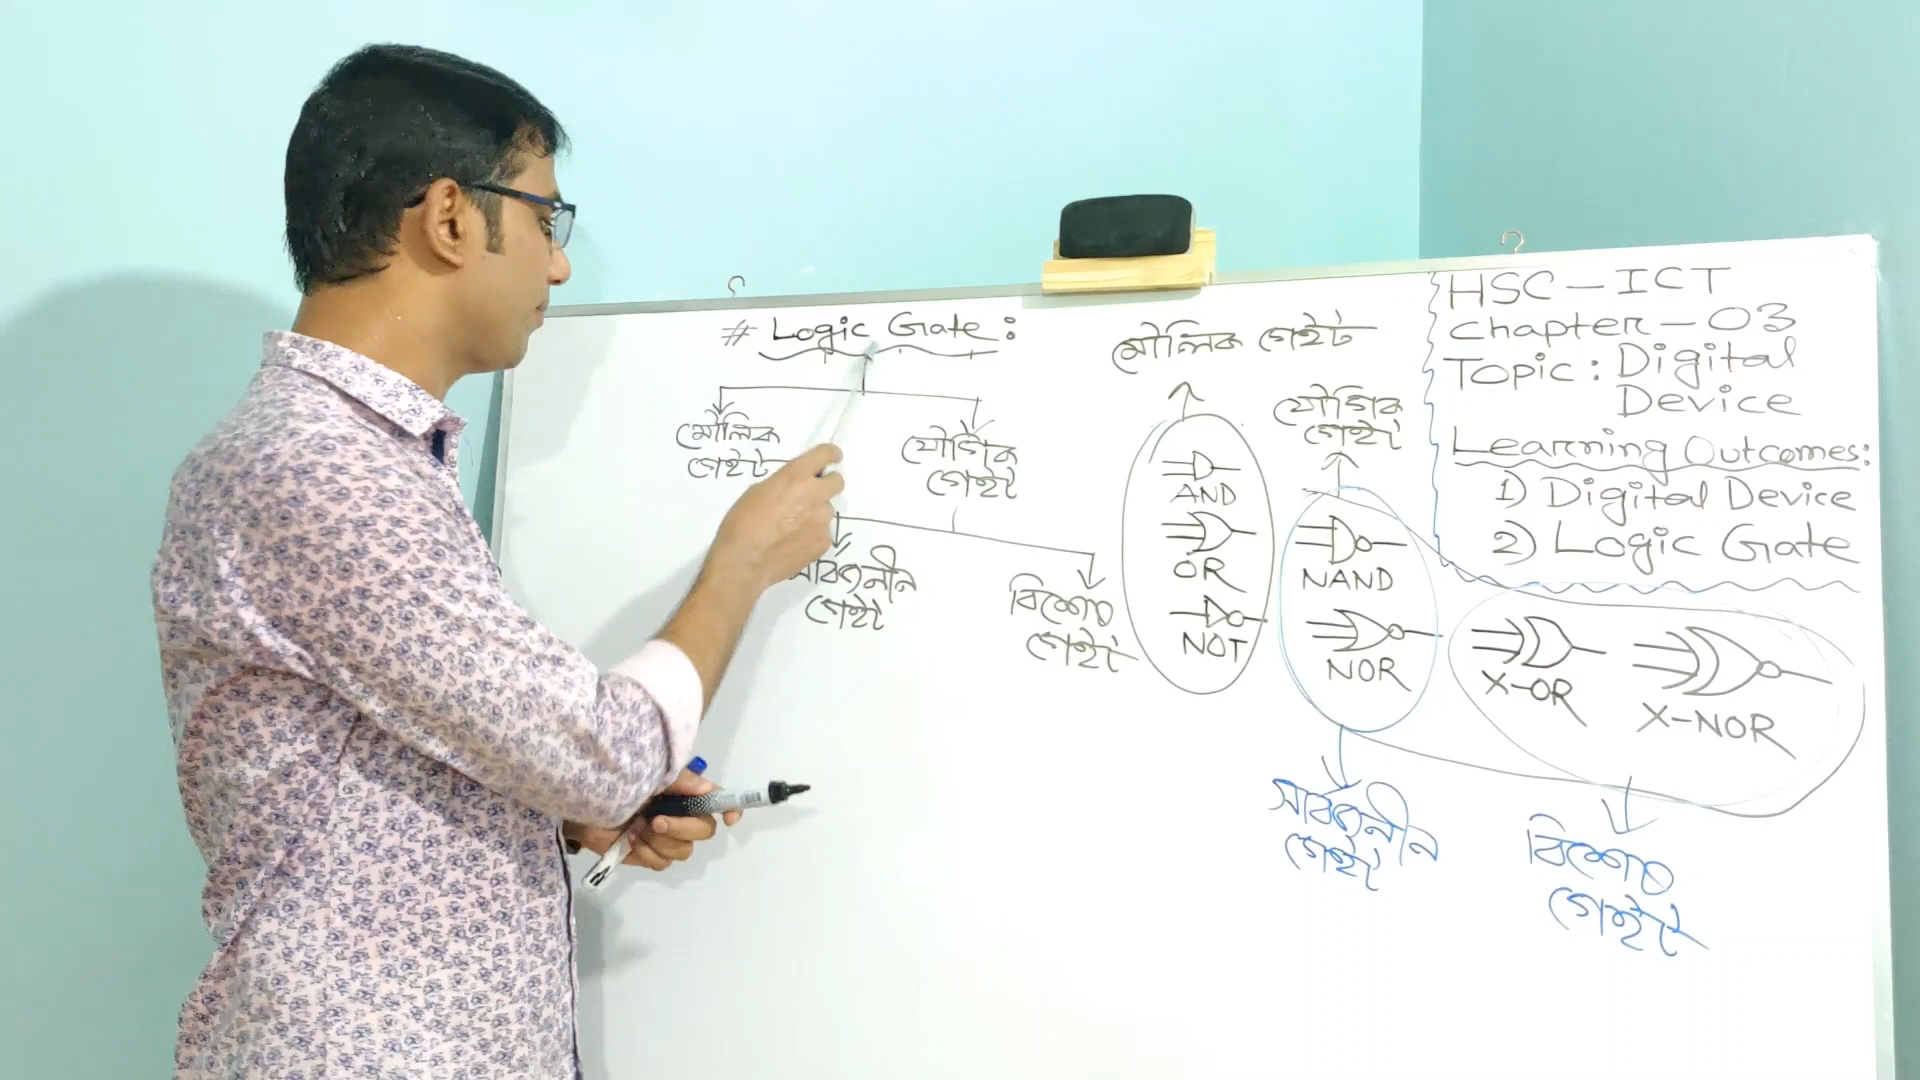 # Logic Gate:
মৌলিক
গেইট
যৌগিক
গেইট
সার্বজনীন
গেইট
বিশেষ
গেইট
মৌলিক গেইট
যৌগিক
গেইট
AND
OR
NOT
NAND
NOR
X-OR
X-NOR
সার্বজনীন
গেইট
বিশেষ
গেইট
HSC-ICT
Chapter-03
Topic: Digital
Device
Learning Outcomes:
1) Digital Device
2) Logic Gate